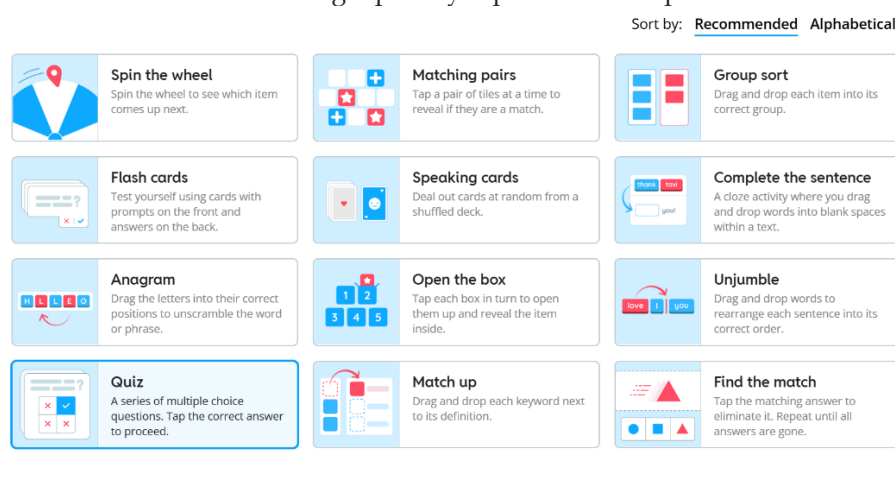 Sort by: Recommended Alphabetical
Spin the wheel
Spin the wheel to see which item
comes up next.
Matching pairs
Tap a pair of tiles at a time to
reveal if they are a match.
Group sort
Drag and drop each item into its
correct group.
Flash cards
Test yourself using cards with
prompts on the front and
answers on the back.
Speaking cards
Deal out cards at random from a
shuffled deck.
thank taxi
you!
Complete the sentence
A cloze activity where you drag
and drop words into blank spaces
within a text.
H L L E O
Anagram
Drag the letters into their correct
positions to unscramble the word
or phrase.
1 2
3 4 5
Open the box
Tap each box in turn to open
them up and reveal the item
inside.
love I you
Unjumble
Drag and drop words to
rearrange each sentence into its
correct order.
Quiz
A series of multiple choice
questions. Tap the correct answer
to proceed.
Match up
Drag and drop each keyword next
to its definition.
Find the match
Tap the matching answer to
eliminate it. Repeat until all
answers are gone.